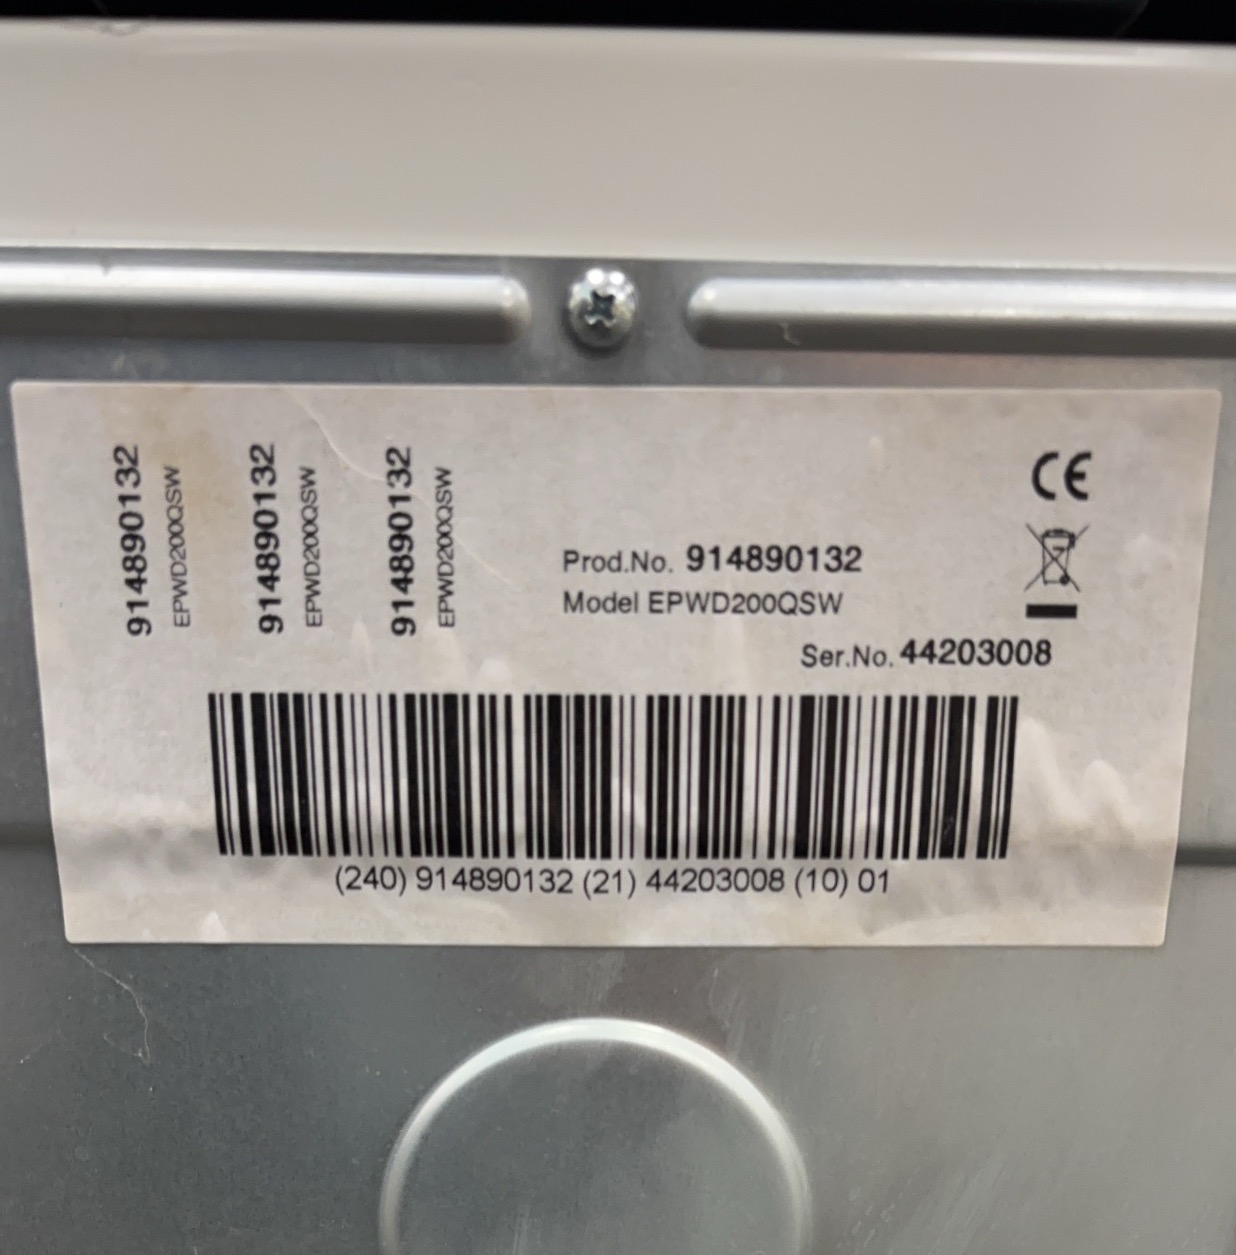 914890132
EPWD200QSW
914890132
EPWD200QSW
914890132
EPWD200QSW
CE
Prod.No. 914890132
Model EPWD200QSW
Ser.No. 44203008
(240) 914890132 (21) 44203008 (10) 01